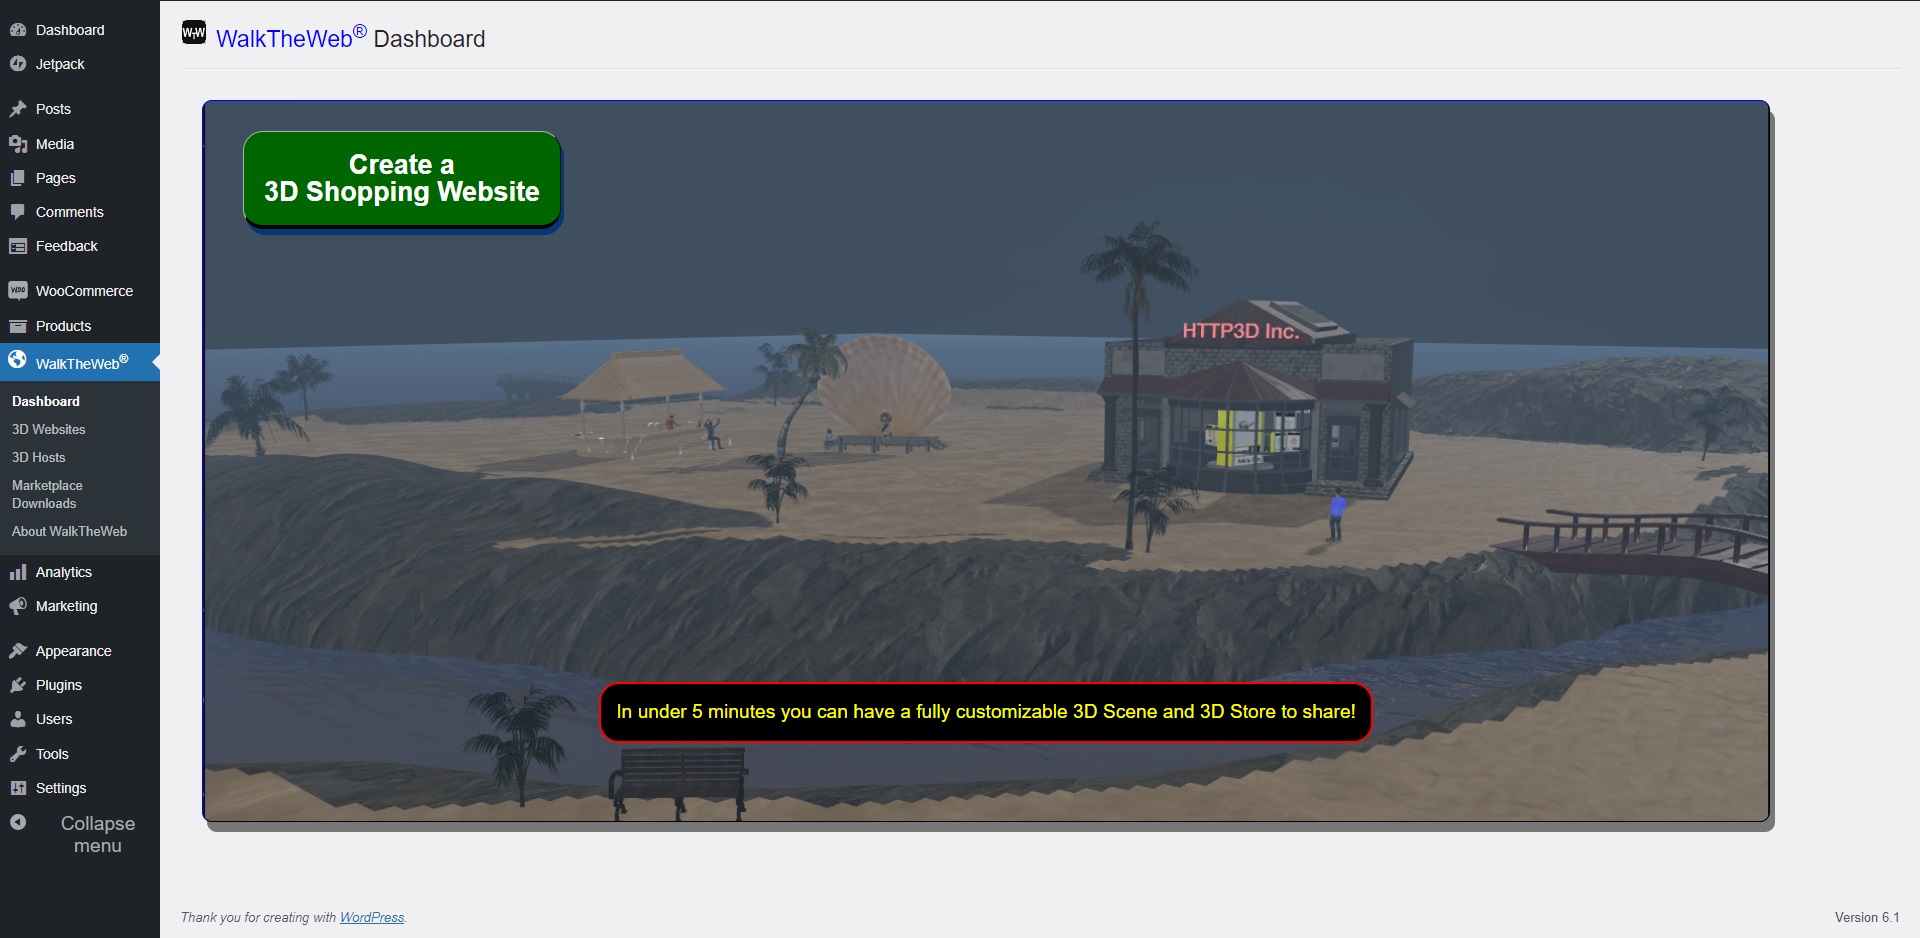 Dashboard
Jetpack
Posts
Media
Pages
Comments
Feedback
WooCommerce
Products
WalkTheWeb®
Dashboard
3D Websites
3D Hosts
Marketplace
Downloads
About WalkTheWeb
Analytics
Marketing
Appearance
Plugins
Users
Tools
Settings
Collapse
menu
WTW WalkTheWeb® Dashboard
Create a
3D Shopping Website
HTTP3D Inc.
In under 5 minutes you can have a fully customizable 3D Scene and 3D Store to share!
Thank you for creating with WordPress.
Version 6.1